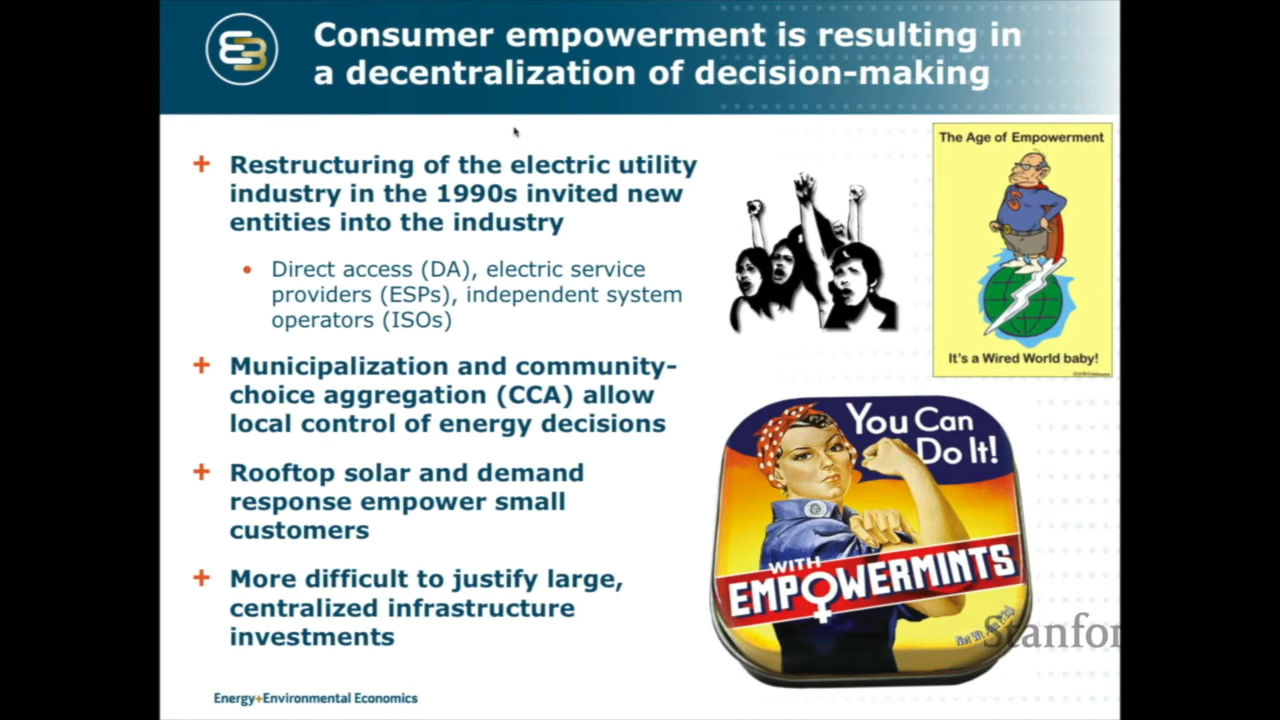 Consumer empowerment is resulting in
a decentralization of decision-making
+ Restructuring of the electric utility
industry in the 1990s invited new
entities into the industry
• Direct access (DA), electric service
providers (ESPs), independent system
operators (ISOs)
+ Municipalization and community-
choice aggregation (CCA) allow
local control of energy decisions
+ Rooftop solar and demand
response empower small
customers
+ More difficult to justify large,
centralized infrastructure
investments
The Age of Empowerment
S
It's a Wired World baby!
You Can
Do It!
WITH
EMPOWERMINTS
Net Wt.
Stanfor
Energy+Environmental Economics